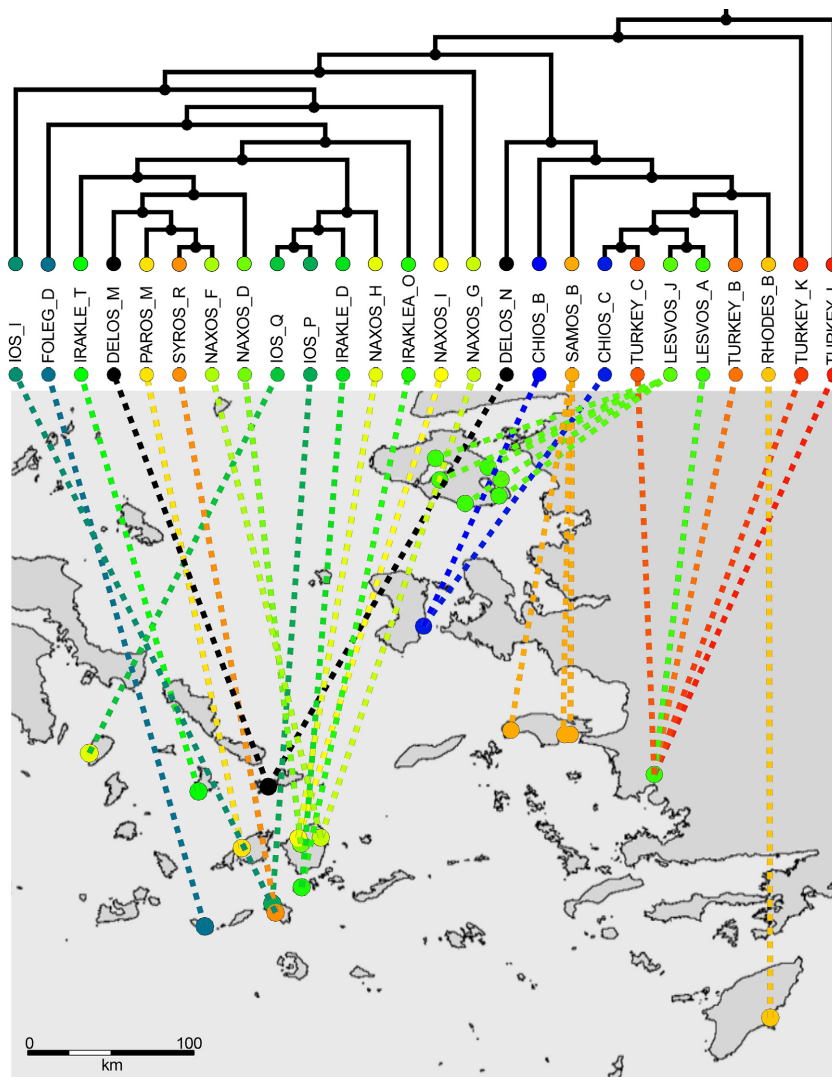 IOS_I
FOLEG_D
IRAKLE_T
DELOS_M
PAROS_M
SYROS_R
NAXOS_F
NAXOS_D
IOS_Q
IOS_P
IRAKLE_D
NAXOS_H
IRAKLEA_O
NAXOS_I
NAXOS_G
DELOS_N
CHIOS_B
SAMOS_B
CHIOS_C
TURKEY_C
LESVOS_J
LESVOS_A
TURKEY_B
RHODES_B
TURKEY_K
0 100
km